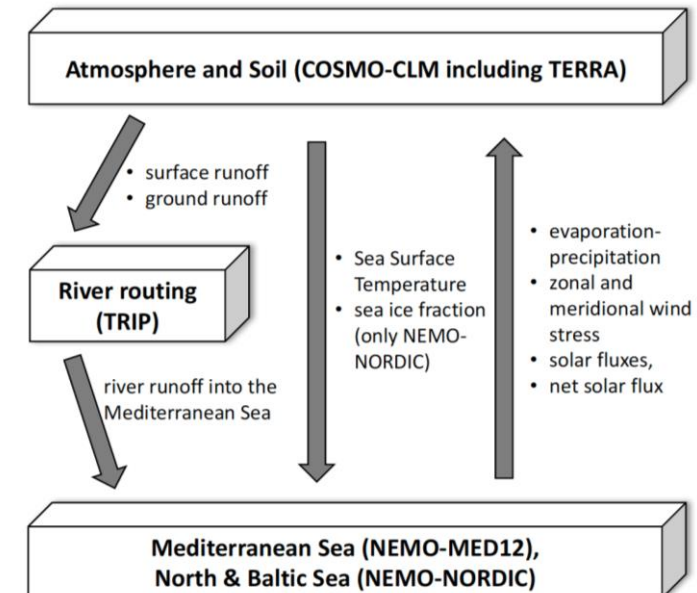 Atmosphere and Soil (COSMO-CLM including TERRA)
• surface runoff
• ground runoff
River routing
(TRIP)
river runoff into the
Mediterranean Sea
• Sea Surface
Temperature
• sea ice fraction
(only NEMO-
NORDIC)
• evaporation-
precipitation
• zonal and
meridional wind
stress
• solar fluxes,
• net solar flux
Mediterranean Sea (NEMO-MED12),
North & Baltic Sea (NEMO-NORDIC)